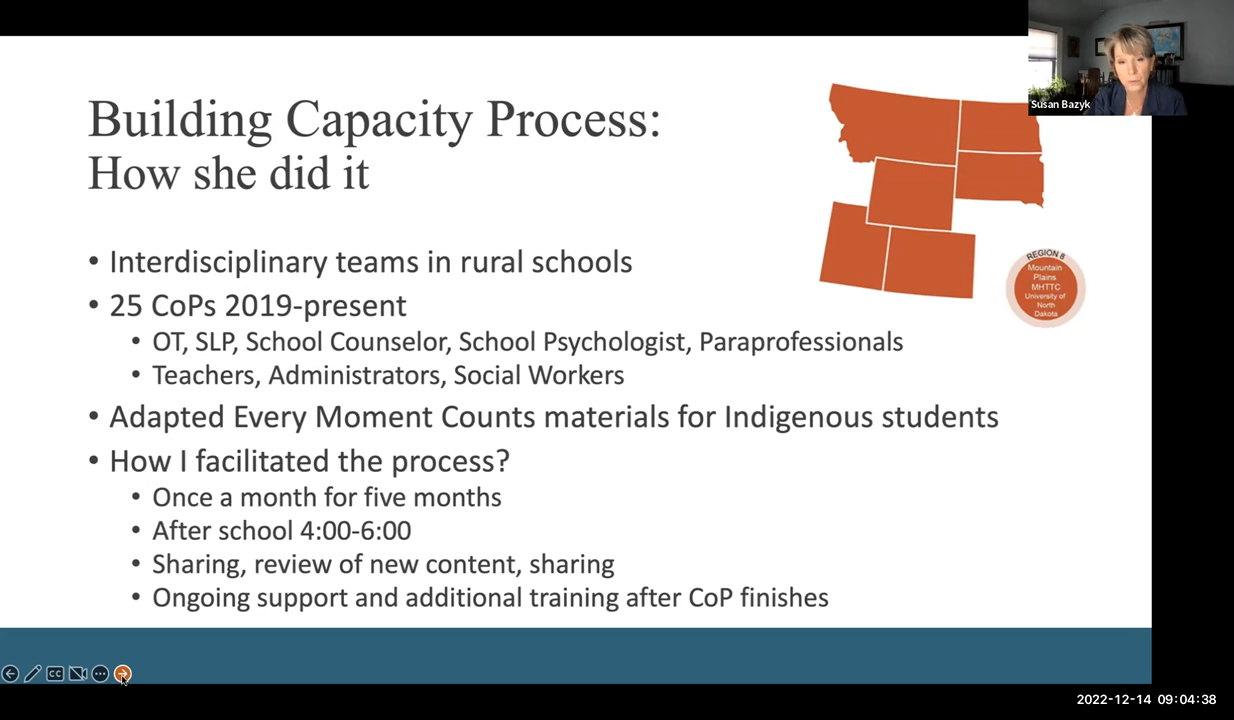 Susan Bazyk
Building Capacity Process:
How she did it
REGION 8
Mountain
Plains
MHTTC
University of
North
Dakota
• Interdisciplinary teams in rural schools
• 25 CoPs 2019-present
• OT, SLP, School Counselor, School Psychologist, Paraprofessionals
• Teachers, Administrators, Social Workers
• Adapted Every Moment Counts materials for Indigenous students
• How I facilitated the process?
• Once a month for five months
• After school 4:00-6:00
• Sharing, review of new content, sharing
• Ongoing support and additional training after CoP finishes
CC
2022-12-14 09:04:38